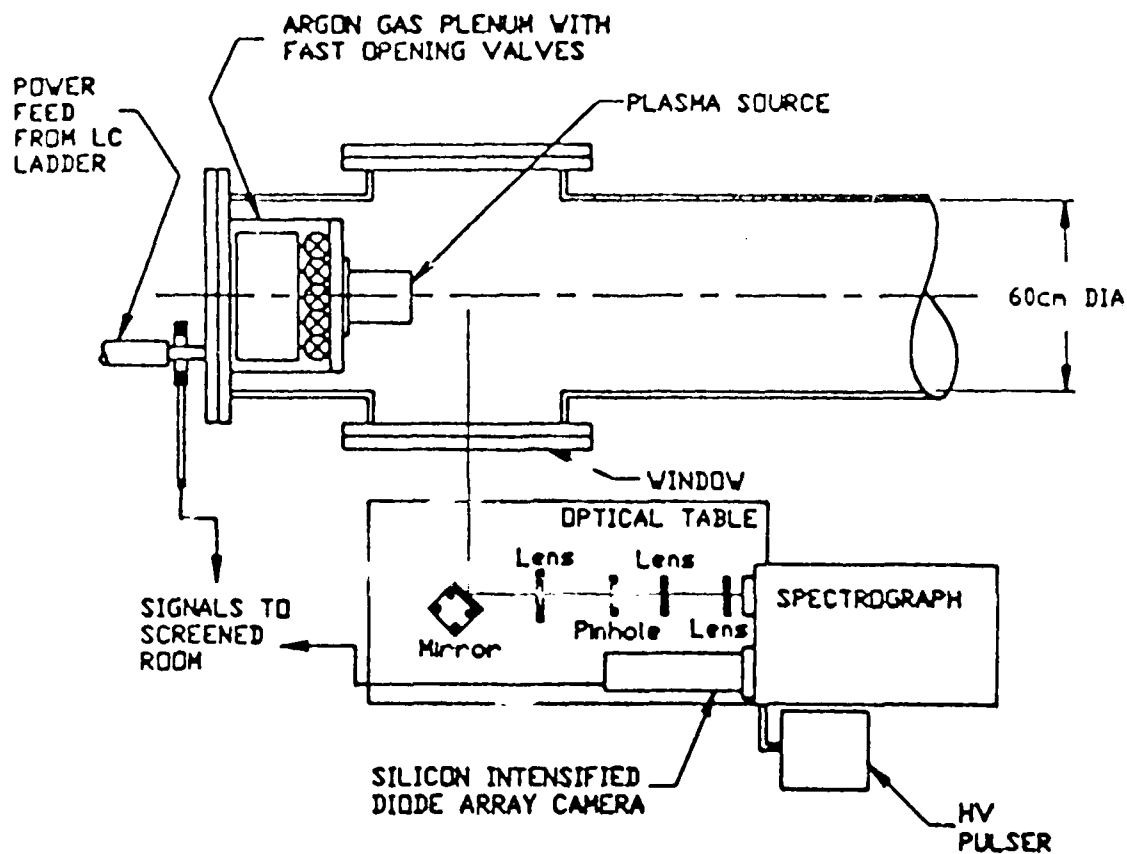 ARGON GAS PLENUM WITH
FAST OPENING VALVES
POWER
FEED
FROM LC
LADDER
PLASMA SOURCE
60cm DIA
WINDOW
OPTICAL TABLE
Lens
Lens
SPECTROGRAPH
Mirror
Pinhole
Lens
SIGNALS TO
SCREENED
ROOM
SILICON INTENSIFIED
DIODE ARRAY CAMERA
HV
PULSER